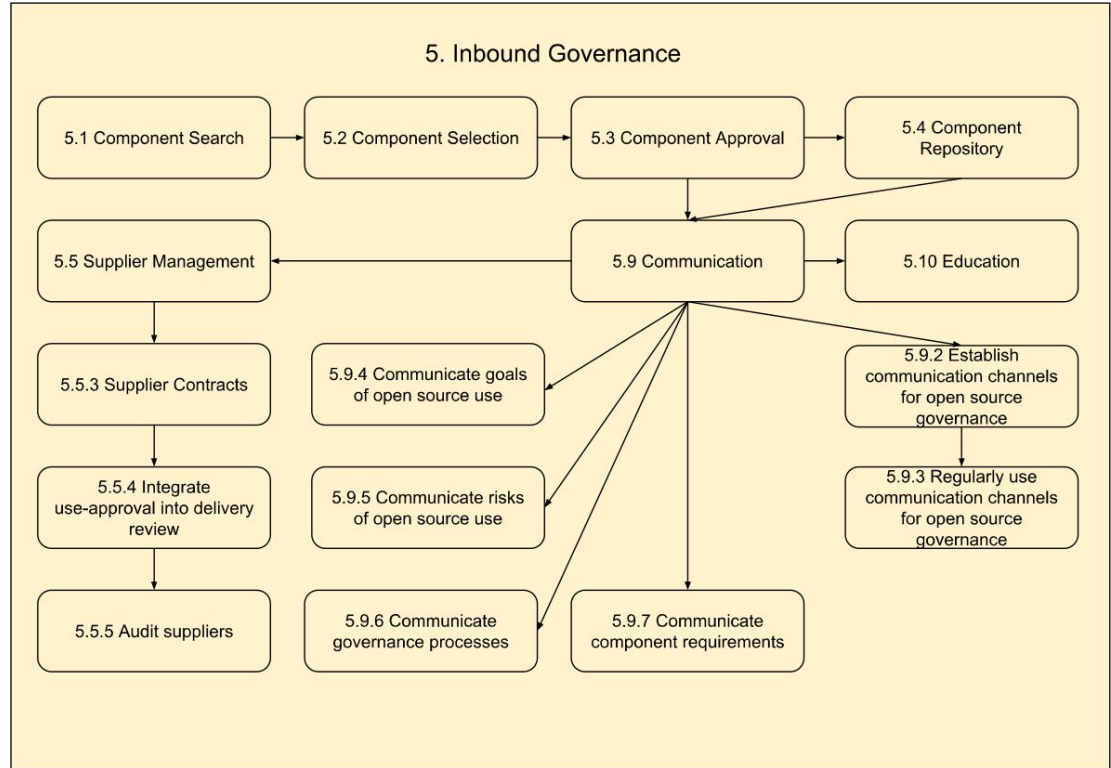 5. Inbound Governance
5.1 Component Search
5.2 Component Selection
5.3 Component Approval
5.4 Component
Repository
5.5 Supplier Management
5.9 Communication
5.10 Education
5.5.3 Supplier Contracts
5.9.4 Communicate goals
of open source use
5.9.2 Establish
communication channels
for open source
governance
5.5.4 Integrate
use-approval into delivery
review
5.9.5 Communicate risks
of open source use
5.9.3 Regularly use
communication channels
for open source
governance
5.5.5 Audit suppliers
5.9.6 Communicate
governance processes
5.9.7 Communicate
component requirements